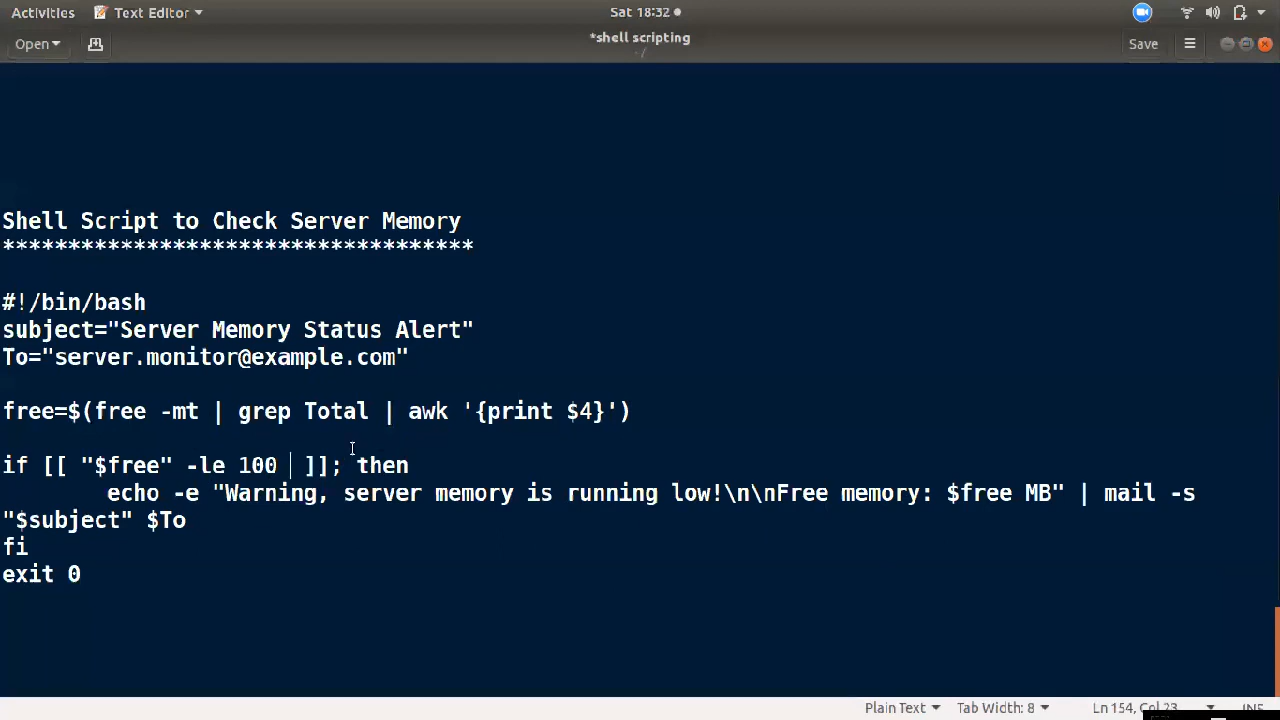 Activities Text Editor Sat 18:32
Open *shell scripting Save
~/
Shell Script to Check Server Memory
************************************
#!/bin/bash
subject="Server Memory Status Alert"
To="server.monitor@example.com"
free=$(free -mt | grep Total | awk '{print $4}')
if [[ "$free" -le 100  ]]; then
echo -e "Warning, server memory is running low!\n\nFree memory: $free MB" | mail -s
"$subject" $To
fi
exit 0
Plain Text Tab Width: 8 Ln 154, Col 23 INS